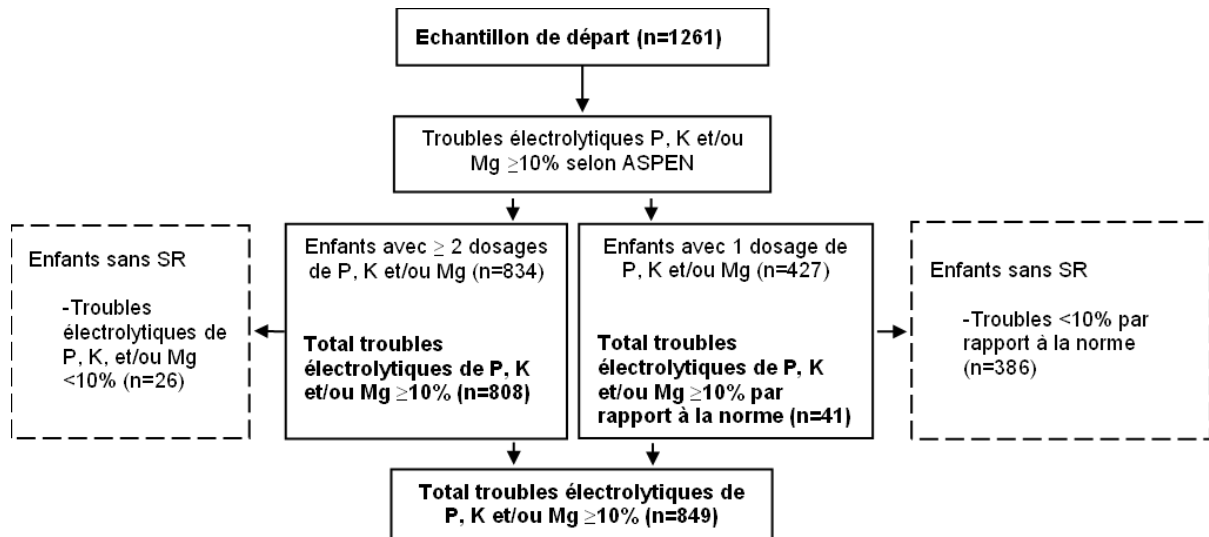 Echantillon de départ (n=1261)
Troubles électrolytiques P, K et/ou
Mg ≥10% selon ASPEN
Enfants sans SR
-Troubles
électrolytiques de
P, K, et/ou Mg
<10% (n=26)
Enfants avec ≥ 2 dosages
de P, K et/ou Mg (n=834)
Total troubles
électrolytiques de P, K
et/ou Mg ≥10% (n=808)
Enfants avec 1 dosage de
P, K et/ou Mg (n=427)
Total troubles
électrolytiques de P, K
et/ou Mg ≥10% par
rapport à la norme (n=41)
Enfants sans SR
-Troubles <10% par
rapport à la norme
(n=386)
Total troubles électrolytiques de
P, K et/ou Mg ≥10% (n=849)